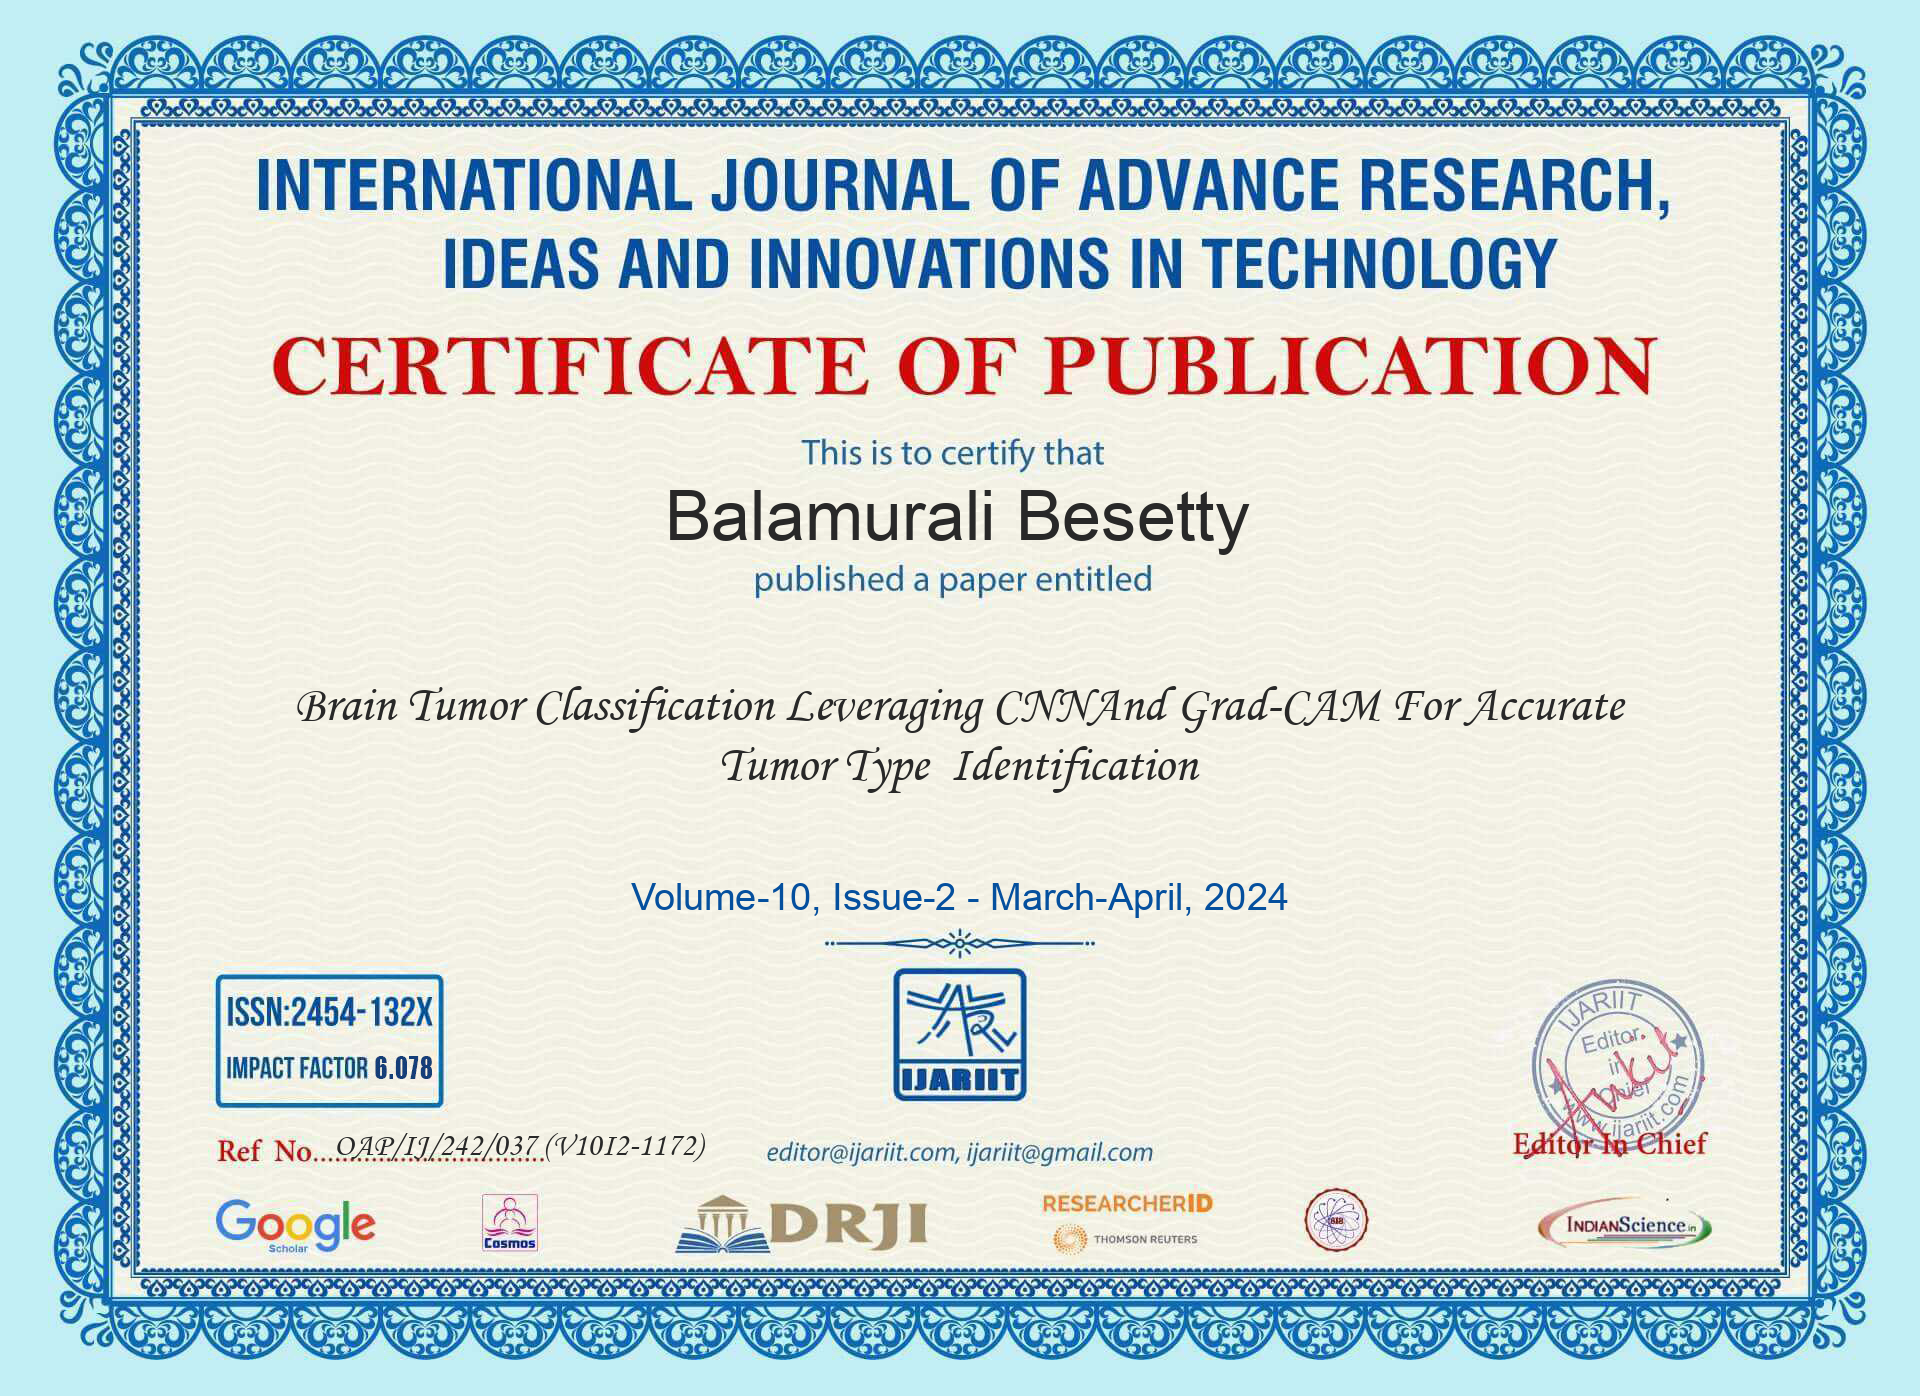 INTERNATIONAL JOURNAL OF ADVANCE RESEARCH,
IDEAS AND INNOVATIONS IN TECHNOLOGY
CERTIFICATE OF PUBLICATION
This is to certify that
Balamurali Besetty
published a paper entitled
Brain Tumor Classification Leveraging CNNAnd Grad-CAM For Accurate
Tumor Type  Identification
Volume-10, Issue-2 - March-April, 2024
ISSN:2454-132X
IMPACT FACTOR 6.078
IJARIIT
IJARIIT
Editor
in
Chief
www.ijariit.com
Ankit
Ref No....OAP/IJ/242/037 (V10I2-1172)
editor@ijariit.com, ijariit@gmail.com
Editor In Chief
Google
Scholar
Cosmos
DRJI
RESEARCHERID
THOMSON REUTERS
INDIANScience.in